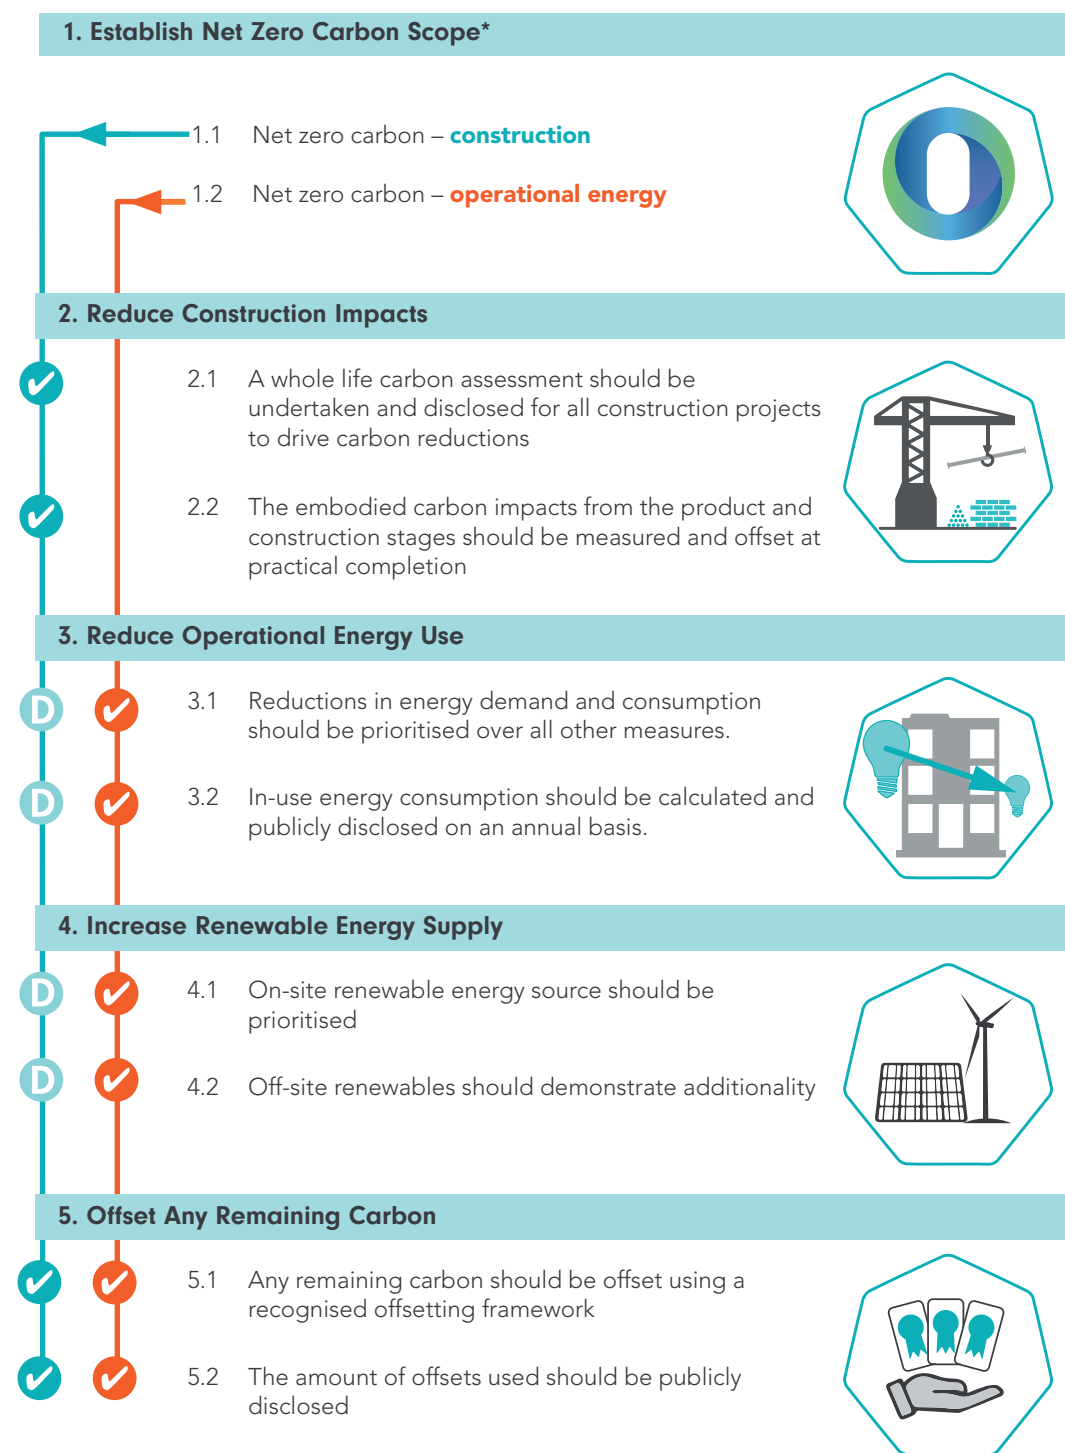 1. Establish Net Zero Carbon Scope*
1.1 Net zero carbon – construction
1.2 Net zero carbon – operational energy
2. Reduce Construction Impacts
2.1 A whole life carbon assessment should be
undertaken and disclosed for all construction projects
to drive carbon reductions
2.2 The embodied carbon impacts from the product and
construction stages should be measured and offset at
practical completion
3. Reduce Operational Energy Use
D
3.1 Reductions in energy demand and consumption
should be prioritised over all other measures.
D
3.2 In-use energy consumption should be calculated and
publicly disclosed on an annual basis.
4. Increase Renewable Energy Supply
D
4.1 On-site renewable energy source should be
prioritised
D
4.2 Off-site renewables should demonstrate additionality
5. Offset Any Remaining Carbon
5.1 Any remaining carbon should be offset using a
recognised offsetting framework
5.2 The amount of offsets used should be publicly
disclosed